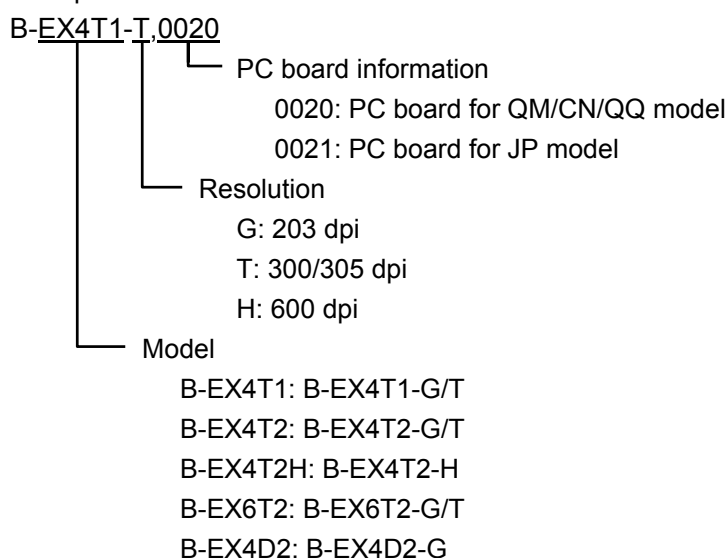 B-EX4T1-T,0020
PC board information
0020: PC board for QM/CN/QQ model
0021: PC board for JP model
Resolution
G: 203 dpi
T: 300/305 dpi
H: 600 dpi
Model
B-EX4T1: B-EX4T1-G/T
B-EX4T2: B-EX4T2-G/T
B-EX4T2H: B-EX4T2-H
B-EX6T2: B-EX6T2-G/T
B-EX4D2: B-EX4D2-G